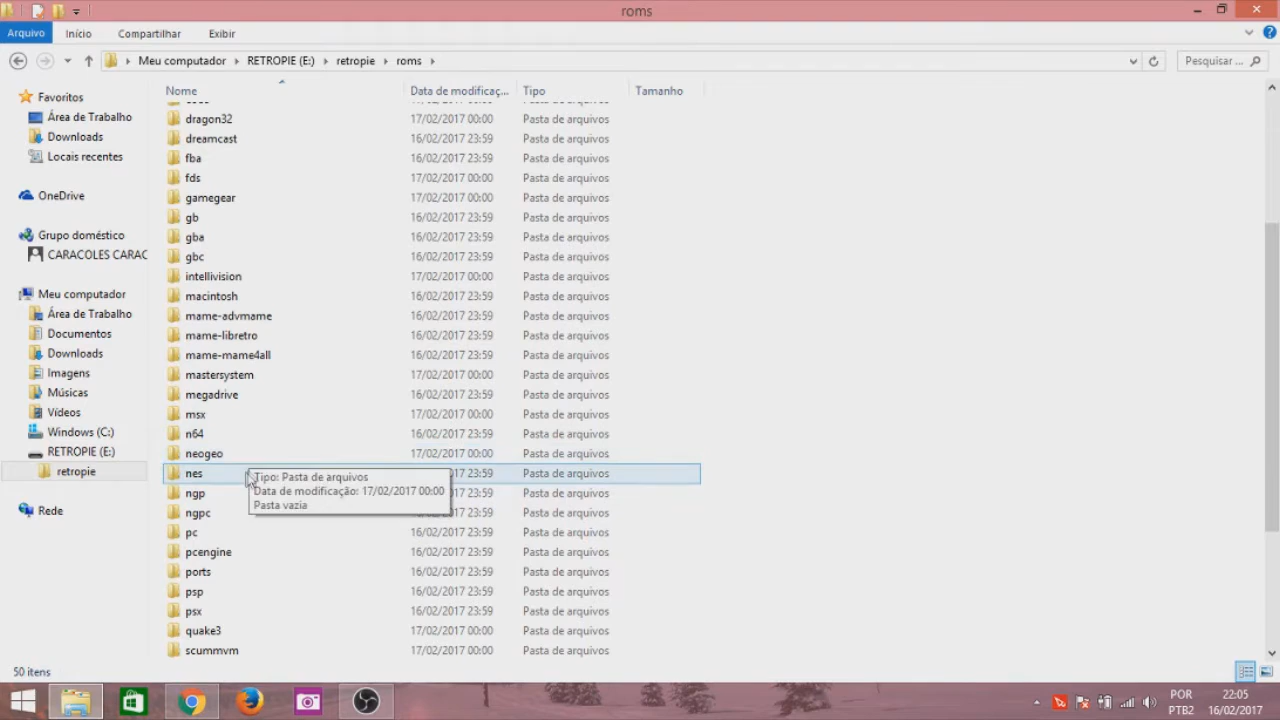 roms
Arquivo Início Compartilhar Exibir
Meu computador RETROPIE (E:) retropie roms Pesquisar ...
Nome Data de modificaç... Tipo Tamanho
Favoritos
Área de Trabalho
Downloads
Locais recentes
OneDrive
Grupo doméstico
CARACOLES CARAC
Meu computador
Área de Trabalho
Documentos
Downloads
Imagens
Músicas
Vídeos
Windows (C:)
RETROPIE (E:)
retropie
Rede
dragon32 17/02/2017 00:00 Pasta de arquivos
dreamcast 16/02/2017 23:59 Pasta de arquivos
fba 16/02/2017 23:59 Pasta de arquivos
fds 17/02/2017 00:00 Pasta de arquivos
gamegear 17/02/2017 00:00 Pasta de arquivos
gb 16/02/2017 23:59 Pasta de arquivos
gba 16/02/2017 23:59 Pasta de arquivos
gbc 16/02/2017 23:59 Pasta de arquivos
intellivision 17/02/2017 00:00 Pasta de arquivos
macintosh 16/02/2017 23:59 Pasta de arquivos
mame-advmame 17/02/2017 00:00 Pasta de arquivos
mame-libretro 16/02/2017 23:59 Pasta de arquivos
mame-mame4all 16/02/2017 23:59 Pasta de arquivos
mastersystem 17/02/2017 00:00 Pasta de arquivos
megadrive 16/02/2017 23:59 Pasta de arquivos
msx 17/02/2017 00:00 Pasta de arquivos
n64 16/02/2017 23:59 Pasta de arquivos
neogeo 17/02/2017 00:00 Pasta de arquivos
nes 17 23:59 Pasta de arquivos
Tipo: Pasta de arquivos
Data de modificação: 17/02/2017 00:00
Pasta vazia
ngp 17 23:59 Pasta de arquivos
ngpc 16/02/2017 23:59 Pasta de arquivos
pc 16/02/2017 23:59 Pasta de arquivos
pcengine 16/02/2017 23:59 Pasta de arquivos
ports 16/02/2017 23:59 Pasta de arquivos
psp 16/02/2017 23:59 Pasta de arquivos
psx 16/02/2017 23:59 Pasta de arquivos
quake3 17/02/2017 00:00 Pasta de arquivos
scummvm 17/02/2017 00:00 Pasta de arquivos
50 itens
POR 22:05
PTB2 16/02/2017